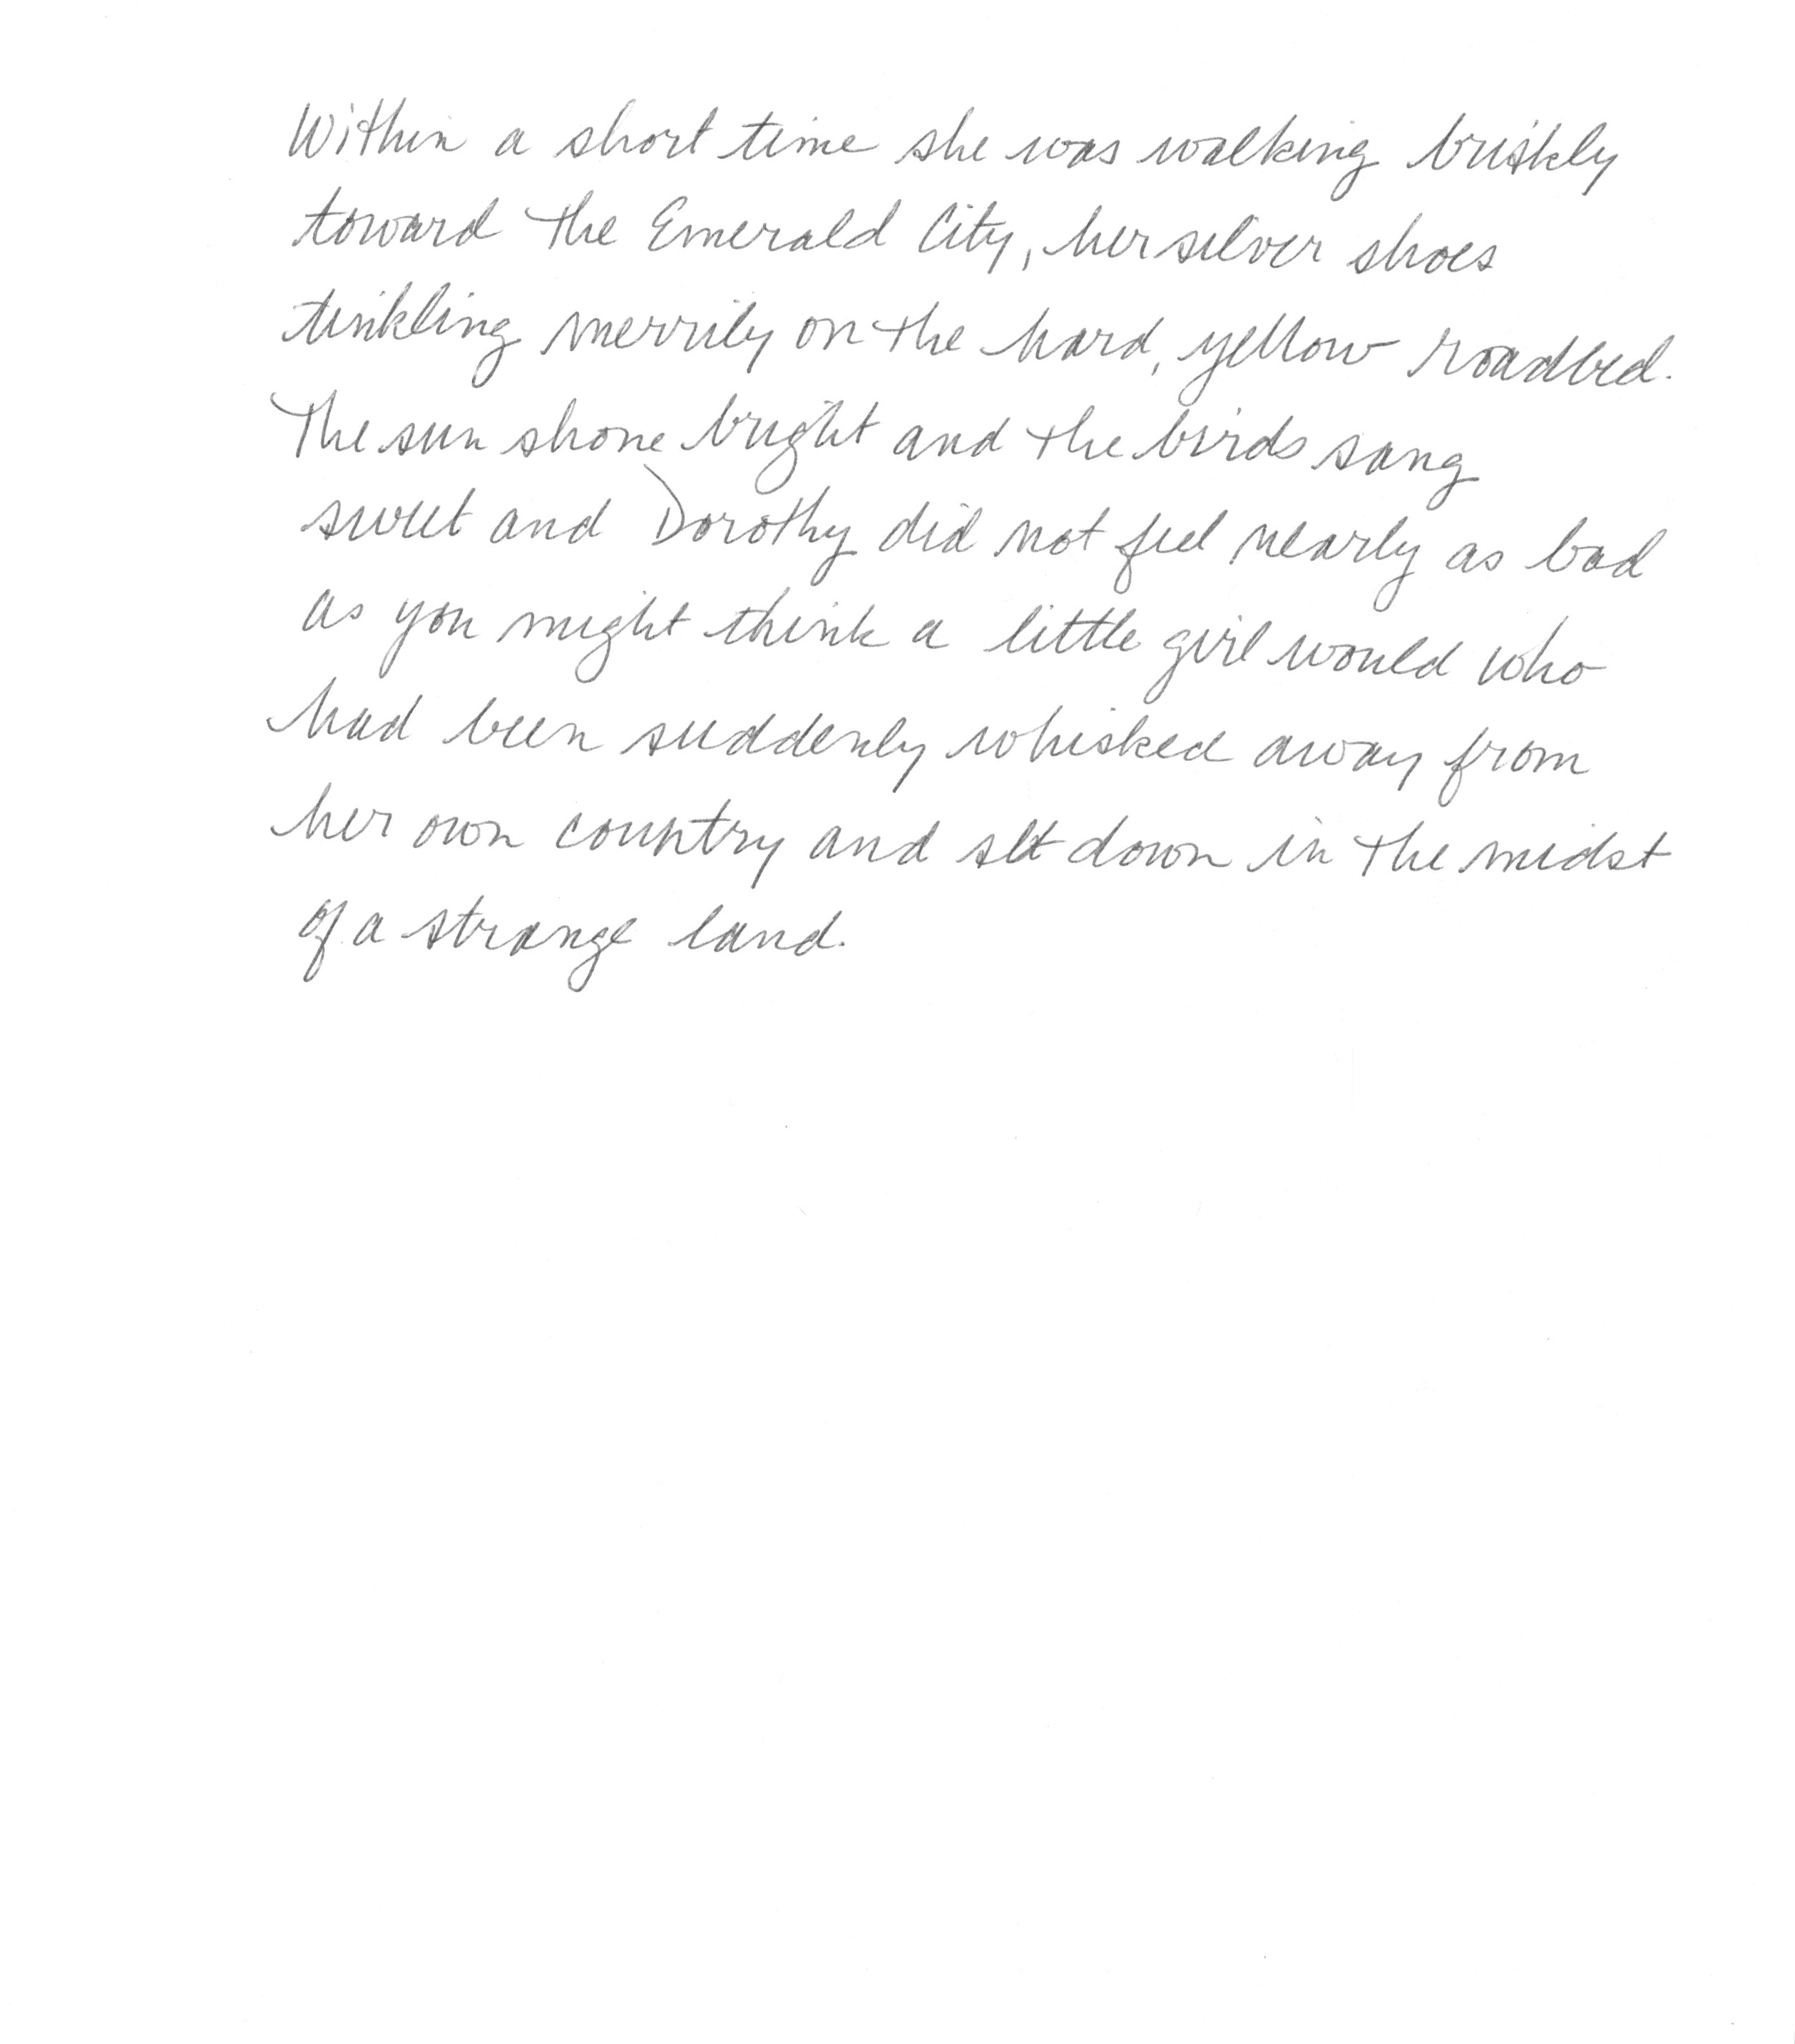 Within a short time she was walking briskly
toward the Emerald City, her silver shoes
tinkling merrily on the hard, yellow roadbed.
The sun shone bright and the birds sang
sweet and Dorothy did not feel nearly as bad
as you might think a little girl would who
had been suddenly whisked away from
her own country and set down in the midst
of a strange land.